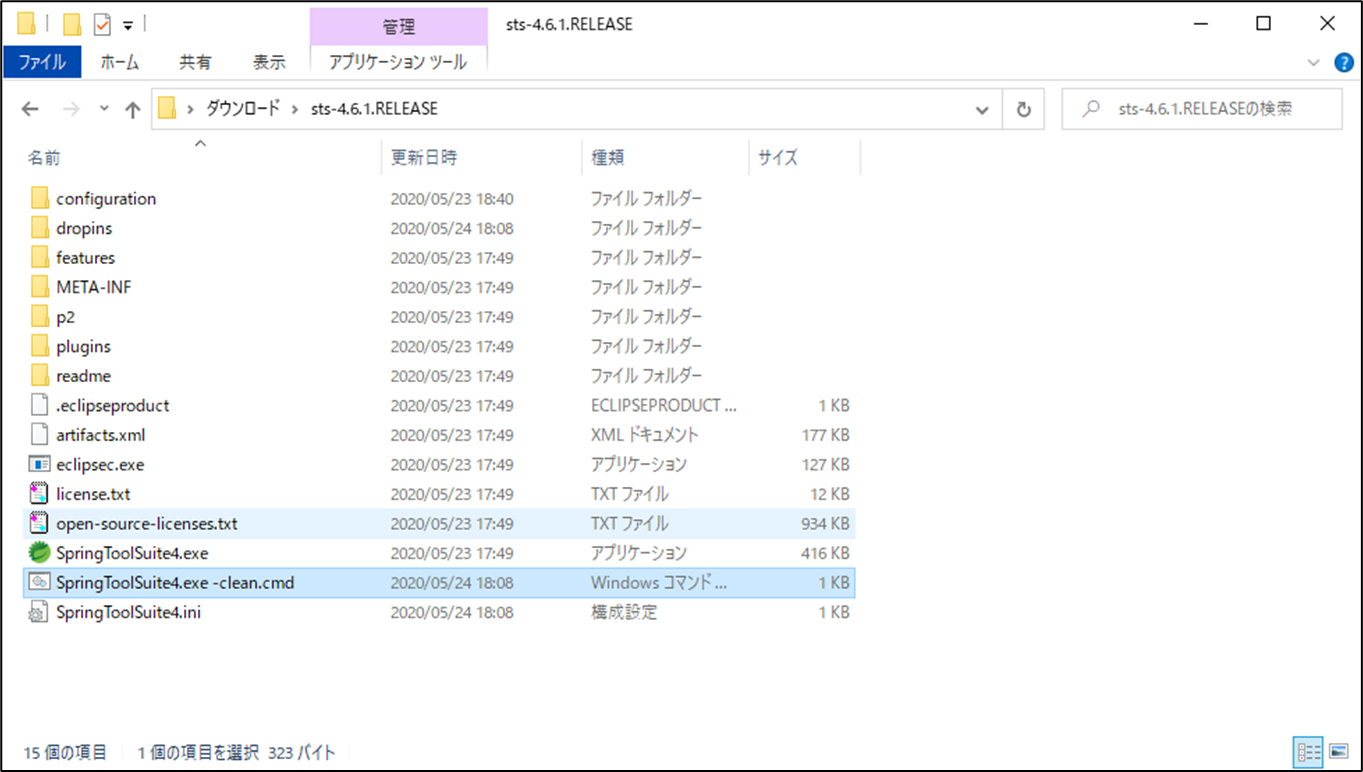 管理 sts-4.6.1.RELEASE
ファイル ホーム 共有 表示 アプリケーション ツール ?
ダウンロード sts-4.6.1.RELEASE sts-4.6.1.RELEASEの検索
名前 更新日時 種類 サイズ
configuration 2020/05/23 18:40 ファイル フォルダー
dropins 2020/05/24 18:08 ファイル フォルダー
features 2020/05/23 17:49 ファイル フォルダー
META-INF 2020/05/23 17:49 ファイル フォルダー
p2 2020/05/23 17:49 ファイル フォルダー
plugins 2020/05/23 17:49 ファイル フォルダー
readme 2020/05/23 17:49 ファイル フォルダー
.eclipseproduct 2020/05/23 17:49 ECLIPSEPRODUCT ... 1 KB
artifacts.xml 2020/05/23 17:49 XML ドキュメント 177 KB
eclipsec.exe 2020/05/23 17:49 アプリケーション 127 KB
license.txt 2020/05/23 17:49 TXT ファイル 12 KB
open-source-licenses.txt 2020/05/23 17:49 TXT ファイル 934 KB
SpringToolSuite4.exe 2020/05/23 17:49 アプリケーション 416 KB
SpringToolSuite4.exe -clean.cmd 2020/05/24 18:08 Windows コマンド ... 1 KB
SpringToolSuite4.ini 2020/05/24 18:08 構成設定 1 KB
15 個の項目 1 個の項目を選択 323 バイト